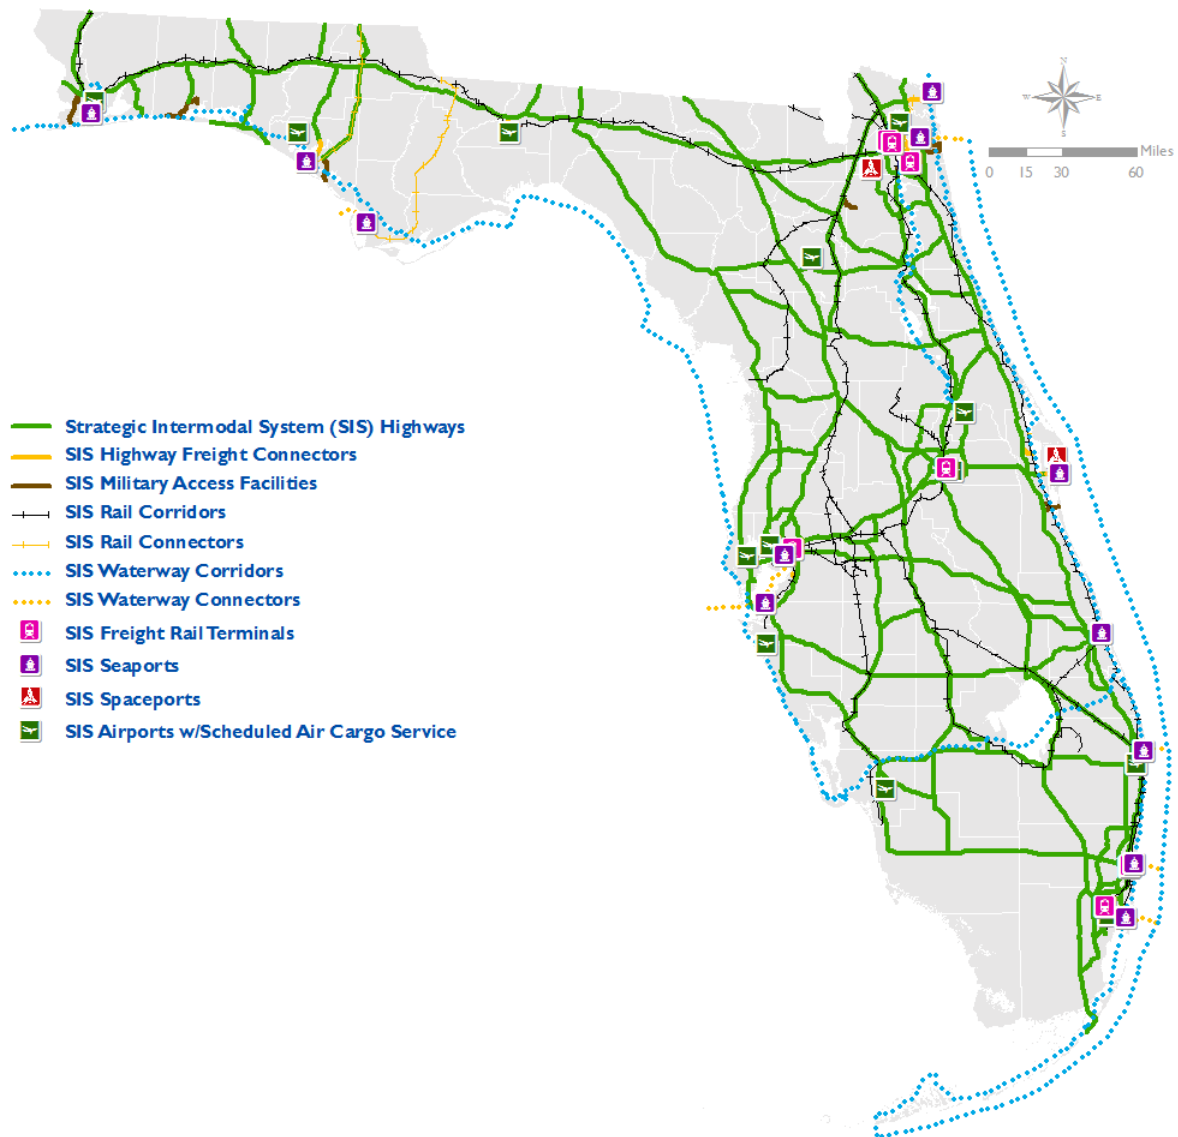 N
W E
S
Miles
0 15 30 60
Strategic Intermodal System (SIS) Highways
SIS Highway Freight Connectors
SIS Military Access Facilities
SIS Rail Corridors
SIS Rail Connectors
SIS Waterway Corridors
SIS Waterway Connectors
SIS Freight Rail Terminals
SIS Seaports
SIS Spaceports
SIS Airports w/Scheduled Air Cargo Service